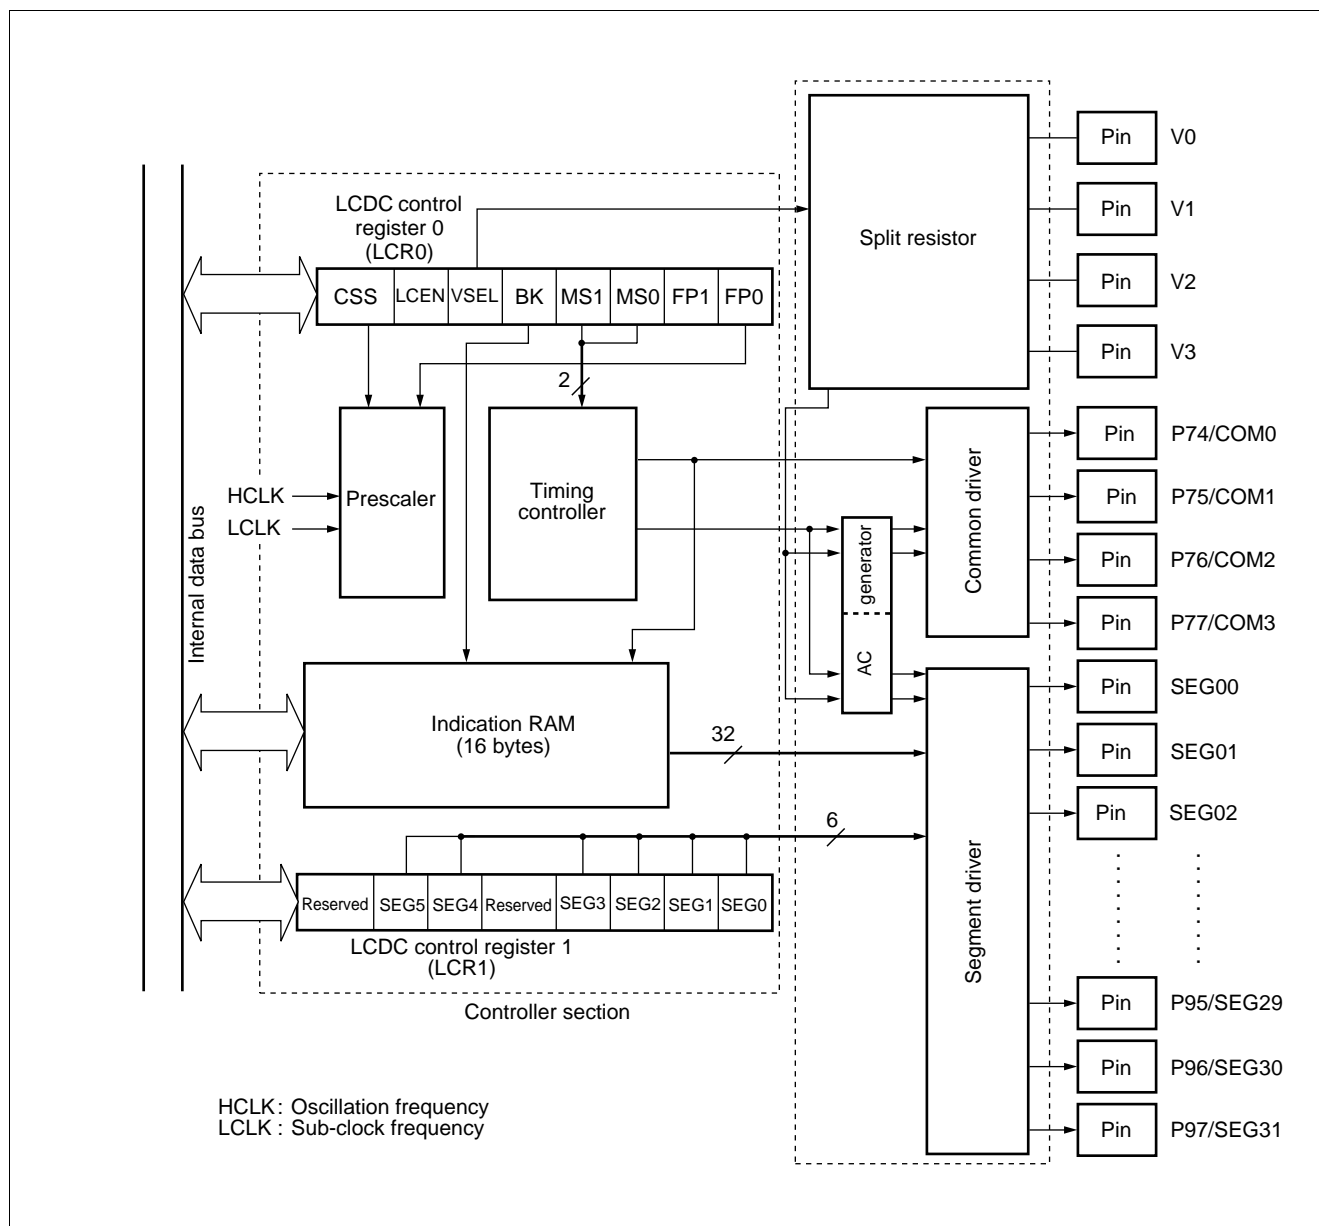 LCDC control
register 0
(LCR0)
CSS LCEN VSEL BK MS1 MS0 FP1 FP0
2
HCLK
LCLK
Prescaler
Timing
controller
Internal data bus
Indication RAM
(16 bytes)
32
6
Reserved SEG5 SEG4 Reserved SEG3 SEG2 SEG1 SEG0
LCDC control register 1
(LCR1)
Controller section
Split resistor
AC generator
Common driver
Segment driver
Pin V0
Pin V1
Pin V2
Pin V3
Pin P74/COM0
Pin P75/COM1
Pin P76/COM2
Pin P77/COM3
Pin SEG00
Pin SEG01
Pin SEG02
Pin P95/SEG29
Pin P96/SEG30
Pin P97/SEG31
HCLK : Oscillation frequency
LCLK : Sub-clock frequency